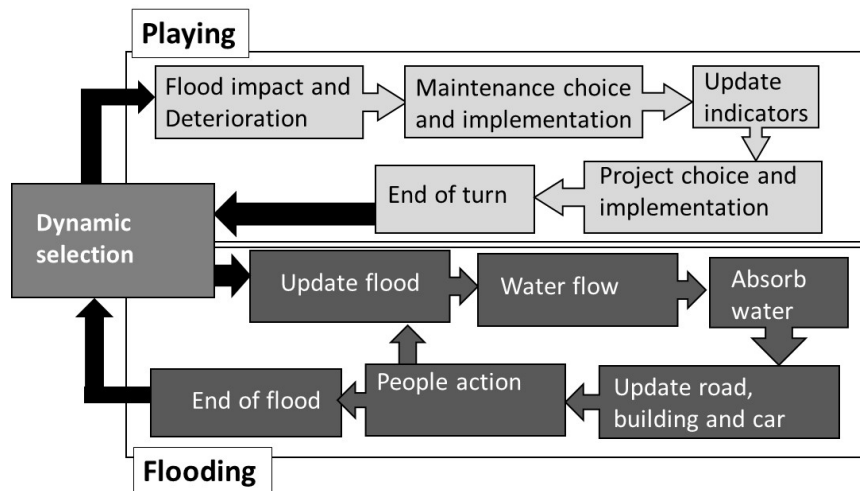 Playing
Flood impact and
Deterioration
Maintenance choice
and implementation
Update
indicators
Project choice and
implementation
End of turn
Dynamic
selection
Update flood
Water flow
Absorb
water
Update road,
building and car
People action
End of flood
Flooding